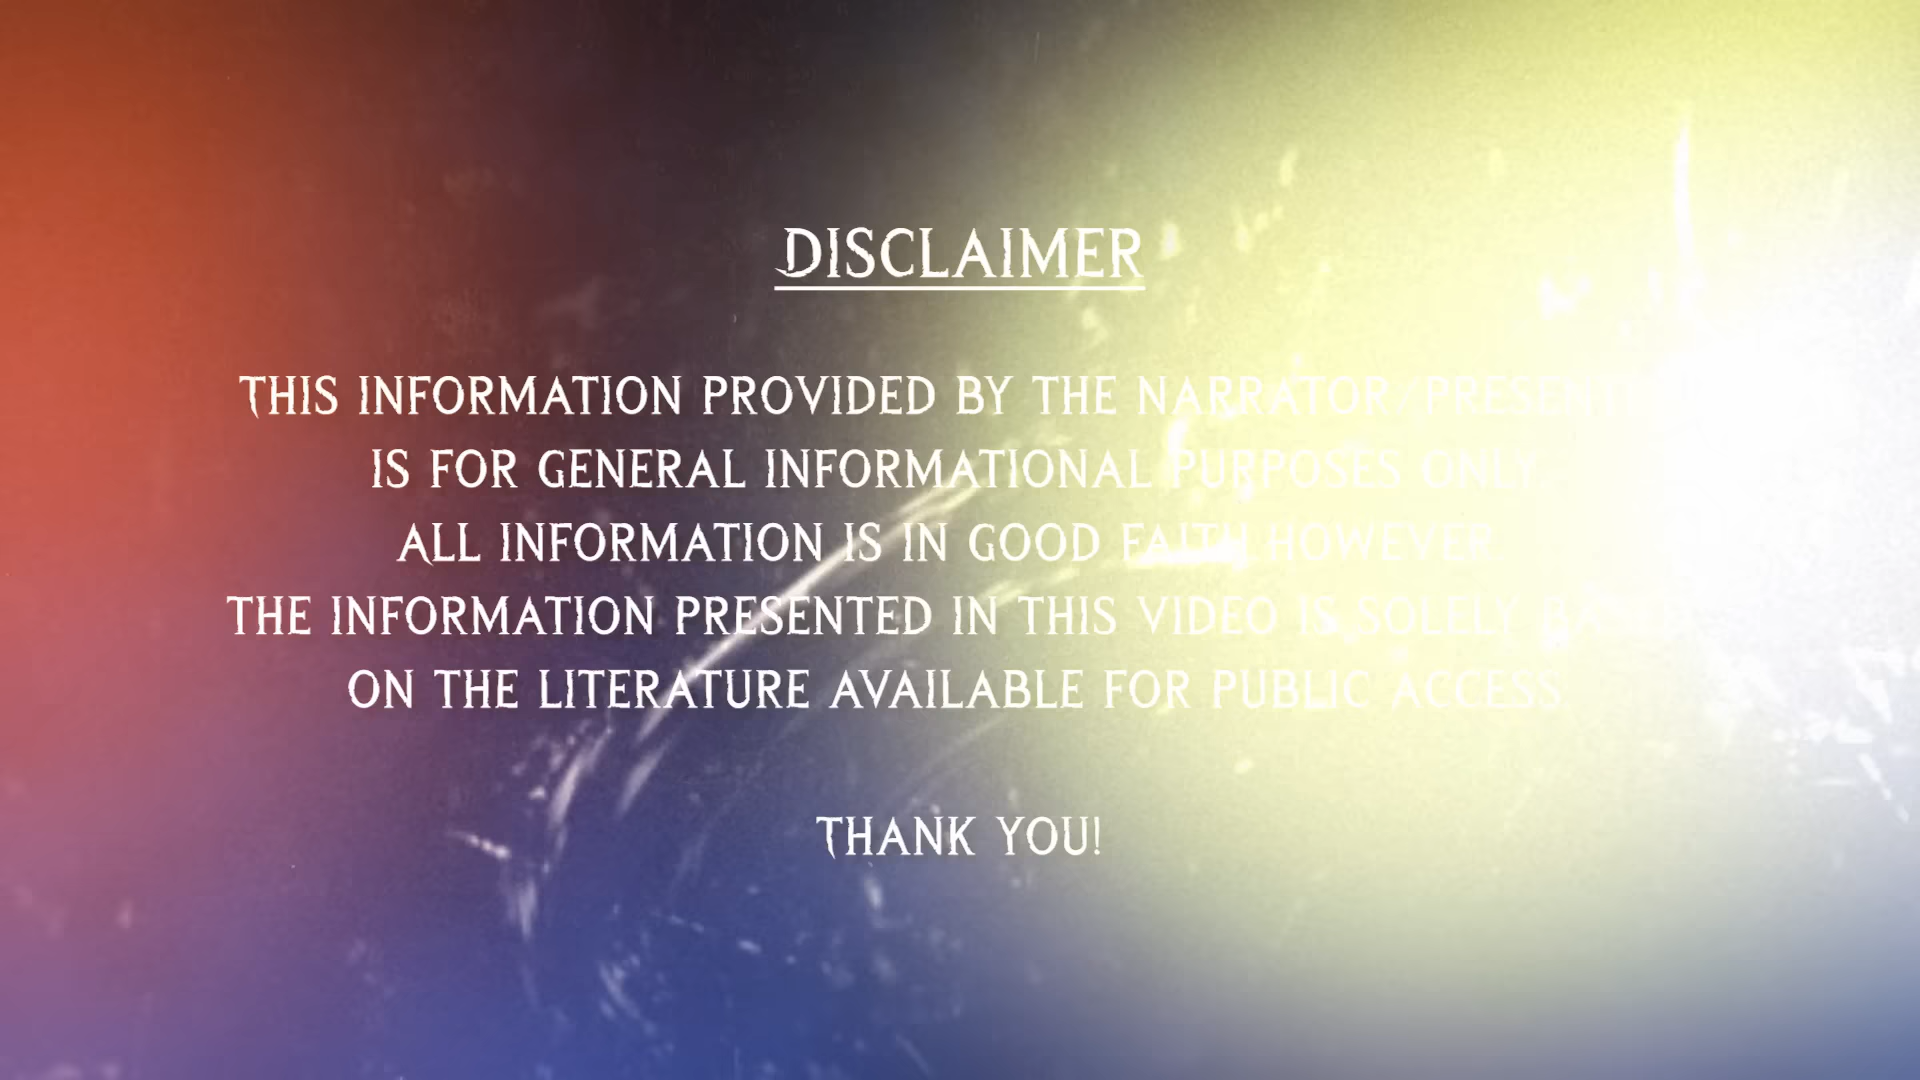 DISCLAIMER
THIS INFORMATION PROVIDED BY THE NARRATOR/PRESENTER
IS FOR GENERAL INFORMATIONAL PURPOSES ONLY
ALL INFORMATION IS IN GOOD FAITH HOWEVER,
THE INFORMATION PRESENTED IN THIS VIDEO IS SOLELY BASED
ON THE LITERATURE AVAILABLE FOR PUBLIC ACCESS.
THANK YOU!